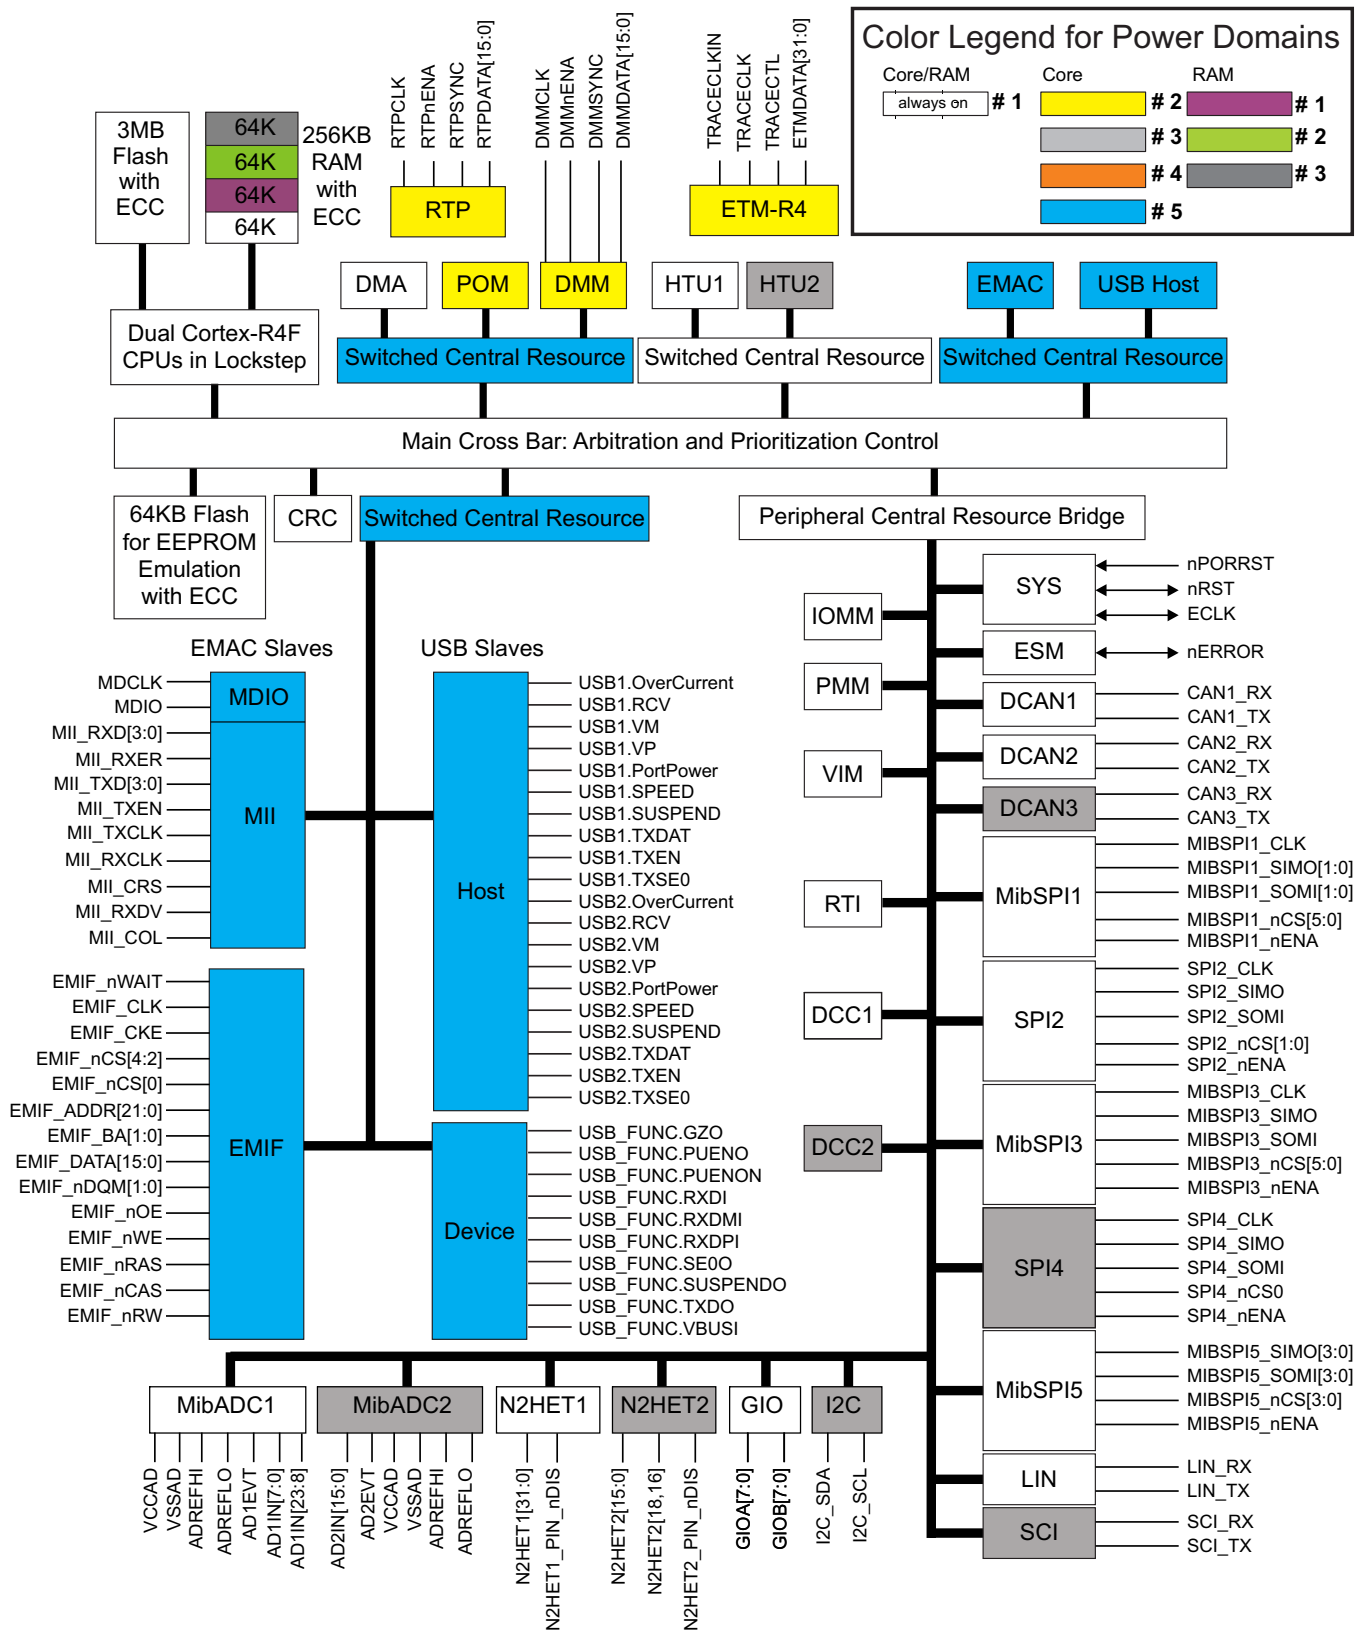 Color Legend for Power Domains
Core/RAM
Core
RAM
always on
# 1
# 2
# 1
# 3
# 2
# 4
# 3
# 5
RTPCLK
RTPnENA
RTPSYNC
RTPDATA[15:0]
DMMCLK
DMMnENA
DMMSYNC
DMMDATA[15:0]
TRACECLKIN
TRACECLK
TRACECTL
ETMDATA[31:0]
3MB
Flash
with
ECC
64K
64K
64K
64K
256KB
RAM
with
ECC
RTP
ETM-R4
DMA
POM
DMM
HTU1
HTU2
EMAC
USB Host
Dual Cortex-R4F
CPUs in Lockstep
Switched Central Resource
Switched Central Resource
Switched Central Resource
Main Cross Bar: Arbitration and Prioritization Control
64KB Flash
for EEPROM
Emulation
with ECC
CRC
Switched Central Resource
Peripheral Central Resource Bridge
EMAC Slaves
USB Slaves
MDCLK
MDIO
MII_RXD[3:0]
MII_RXER
MII_TXD[3:0]
MII_TXEN
MII_TXCLK
MII_RXCLK
MII_CRS
MII_RXDV
MII_COL
MDIO
MII
EMIF_nWAIT
EMIF_CLK
EMIF_CKE
EMIF_nCS[4:2]
EMIF_nCS[0]
EMIF_ADDR[21:0]
EMIF_BA[1:0]
EMIF_DATA[15:0]
EMIF_nDQM[1:0]
EMIF_nOE
EMIF_nWE
EMIF_nRAS
EMIF_nCAS
EMIF_nRW
EMIF
Host
USB1.OverCurrent
USB1.RCV
USB1.VM
USB1.VP
USB1.PortPower
USB1.SPEED
USB1.SUSPEND
USB1.TXDAT
USB1.TXEN
USB1.TXSE0
USB2.OverCurrent
USB2.RCV
USB2.VM
USB2.VP
USB2.PortPower
USB2.SPEED
USB2.SUSPEND
USB2.TXDAT
USB2.TXEN
USB2.TXSE0
Device
USB_FUNC.GZO
USB_FUNC.PUENO
USB_FUNC.PUENON
USB_FUNC.RXDI
USB_FUNC.RXDMI
USB_FUNC.RXDPI
USB_FUNC.SE0O
USB_FUNC.SUSPENDO
USB_FUNC.TXDO
USB_FUNC.VBUSI
IOMM
PMM
VIM
RTI
DCC1
DCC2
SYS
nPORRST
nRST
ECLK
ESM
nERROR
DCAN1
CAN1_RX
CAN1_TX
DCAN2
CAN2_RX
CAN2_TX
DCAN3
CAN3_RX
CAN3_TX
MibSPI1
MIBSPI1_CLK
MIBSPI1_SIMO[1:0]
MIBSPI1_SOMI[1:0]
MIBSPI1_nCS[5:0]
MIBSPI1_nENA
SPI2
SPI2_CLK
SPI2_SIMO
SPI2_SOMI
SPI2_nCS[1:0]
SPI2_nENA
MibSPI3
MIBSPI3_CLK
MIBSPI3_SIMO
MIBSPI3_SOMI
MIBSPI3_nCS[5:0]
MIBSPI3_nENA
SPI4
SPI4_CLK
SPI4_SIMO
SPI4_SOMI
SPI4_nCS0
SPI4_nENA
MibSPI5
MIBSPI5_SIMO[3:0]
MIBSPI5_SOMI[3:0]
MIBSPI5_nCS[3:0]
MIBSPI5_nENA
LIN
LIN_RX
LIN_TX
SCI
SCI_RX
SCI_TX
MibADC1
MibADC2
N2HET1
N2HET2
GIO
I2C
VCCAD
VSSAD
ADREFHI
ADREFLO
AD1EVT
AD1IN[7:0]
AD1IN[23:8]
AD2IN[15:0]
AD2EVT
VCCAD
VSSAD
ADREFHI
ADREFLO
N2HET1[31:0]
N2HET1_PIN_nDIS
N2HET2[15:0]
N2HET2[18,16]
N2HET2_PIN_nDIS
GIOA[7:0]
GIOB[7:0]
I2C_SDA
I2C_SCL